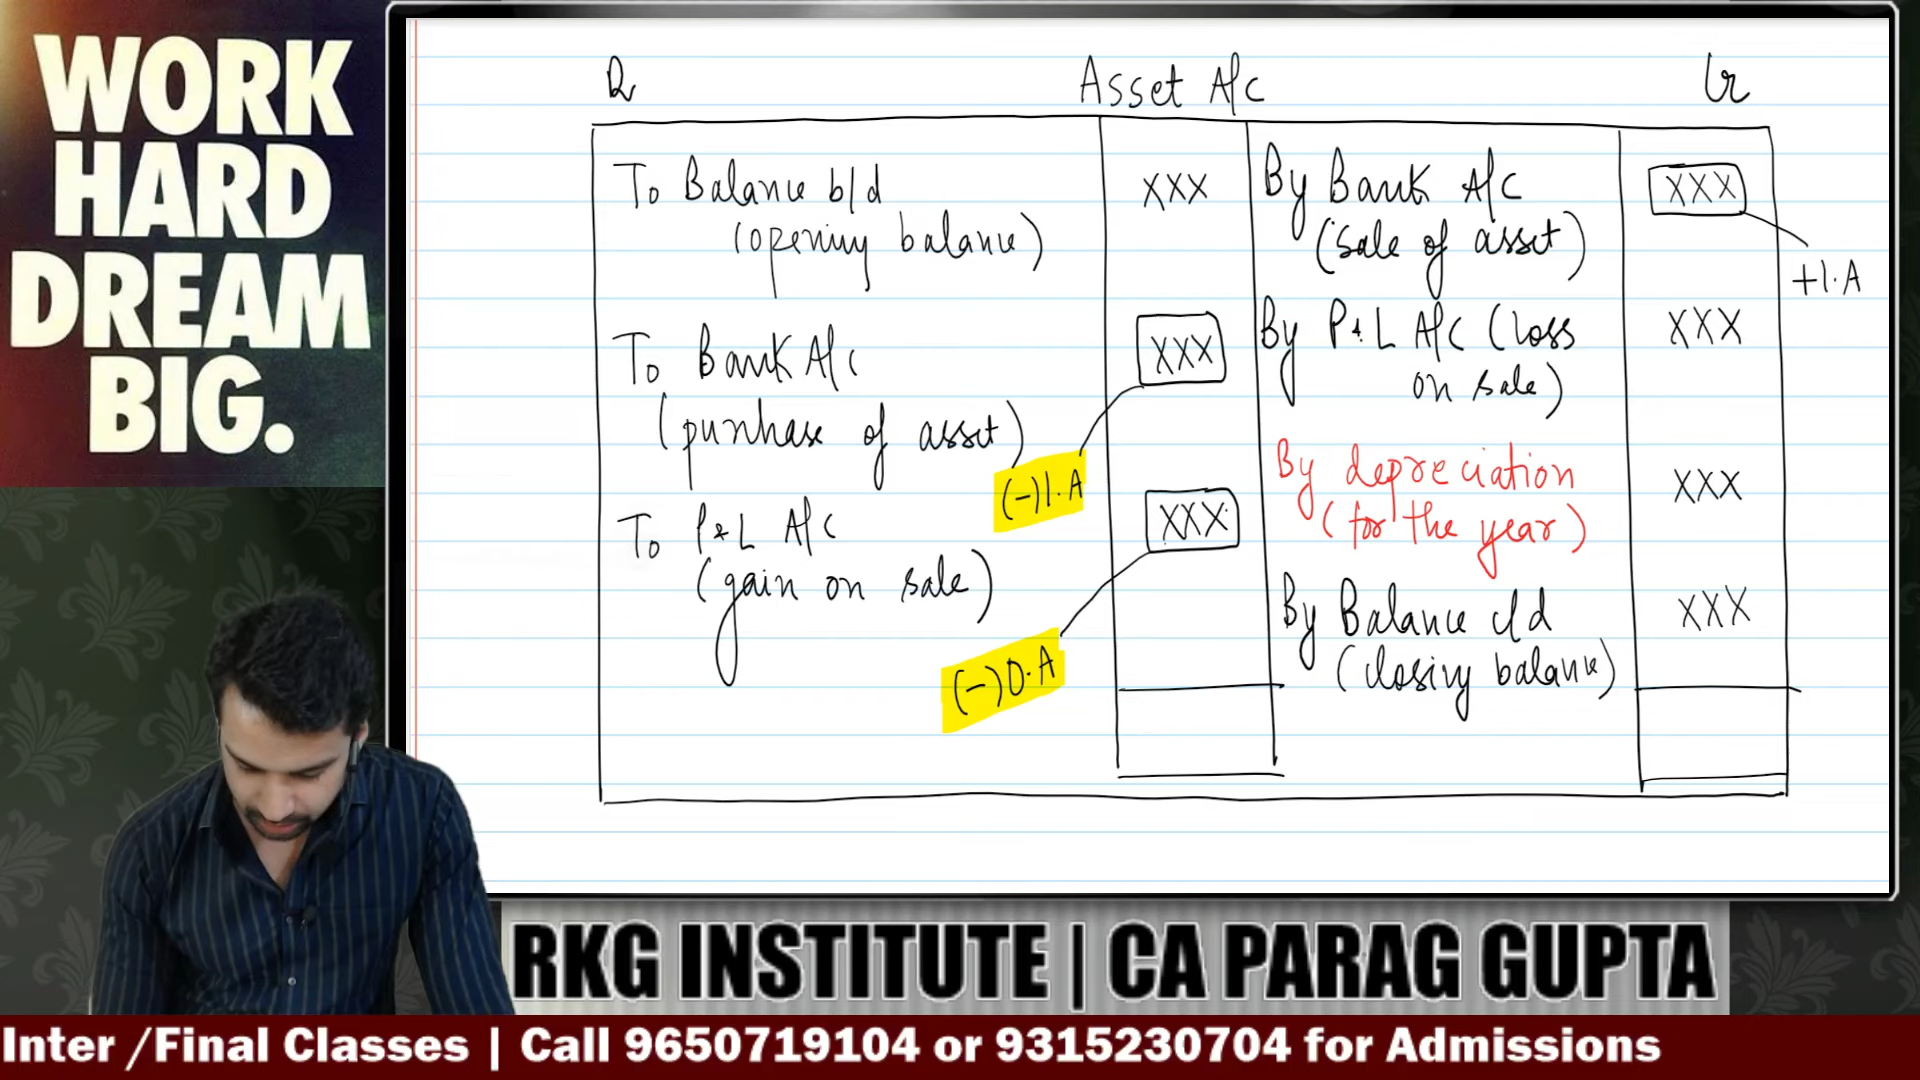 WORK
HARD
DREAM
BIG.
Dr
Asset A/c
Cr
To Balance b/d
(opening balance)
XXX
To Bank A/c
(purchase of asset)
XXX
(-)I.A
To P&L A/c
(gain on sale)
XXX
(-)O.A
By Bank A/c
(sale of asset)
XXX
+I.A
By P&L A/c (loss
on sale)
XXX
By depreciation
(for the year)
XXX
By Balance c/d
(closing balance)
XXX
RKG INSTITUTE | CA PARAG GUPTA
Inter /Final Classes | Call 9650719104 or 9315230704 for Admissions